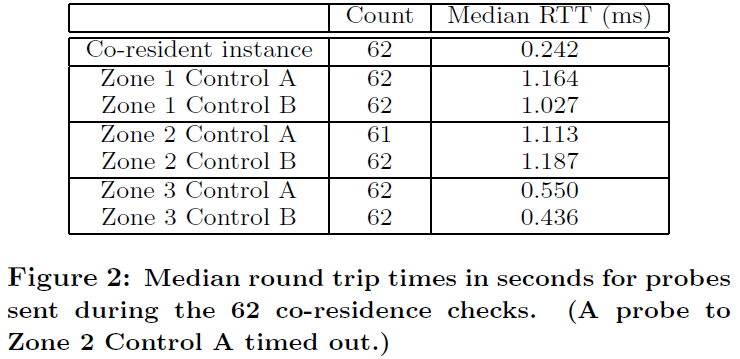 Count Median RTT (ms)
Co-resident instance 62 0.242
Zone 1 Control A 62 1.164
Zone 1 Control B 62 1.027
Zone 2 Control A 61 1.113
Zone 2 Control B 62 1.187
Zone 3 Control A 62 0.550
Zone 3 Control B 62 0.436
Figure 2: Median round trip times in seconds for probes
sent during the 62 co-residence checks. (A probe to
Zone 2 Control A timed out.)